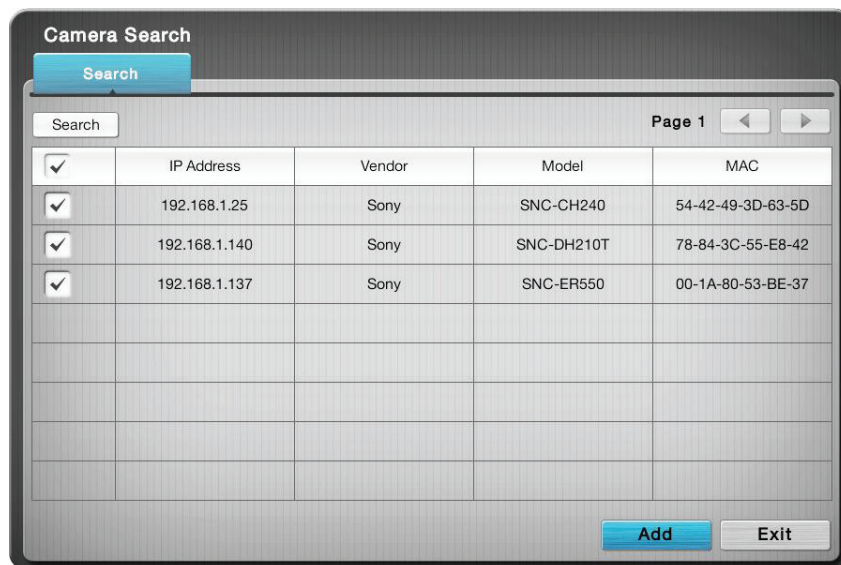 Camera Search
Search
Search Page 1
IP Address Vendor Model MAC
192.168.1.25 Sony SNC-CH240 54-42-49-3D-63-5D
192.168.1.140 Sony SNC-DH210T 78-84-3C-55-E8-42
192.168.1.137 Sony SNC-ER550 00-1A-80-53-BE-37
Add Exit